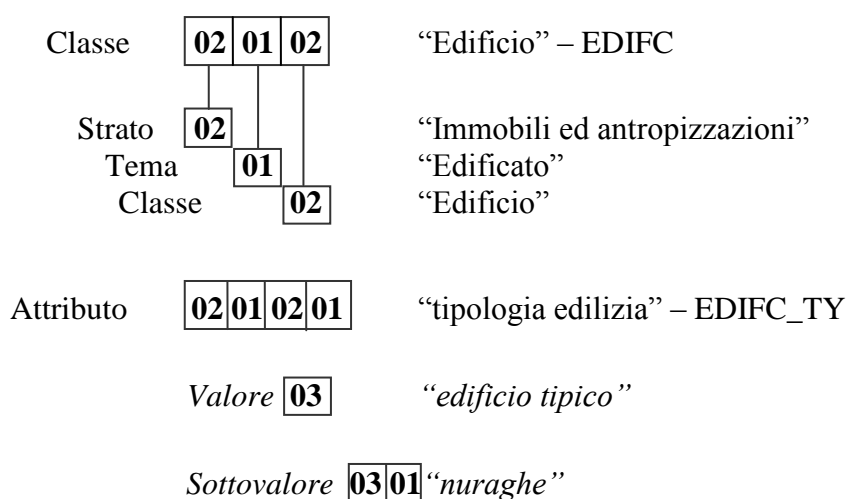 Classe 02 01 02 “Edificio” – EDIFC
Strato 02 “Immobili ed antropizzazioni”
Tema 01 “Edificato”
Classe 02 “Edificio”
Attributo 02 01 02 01 “tipologia edilizia” – EDIFC_TY
Valore 03 “edificio tipico”
Sottovalore 03 01 “nuraghe”